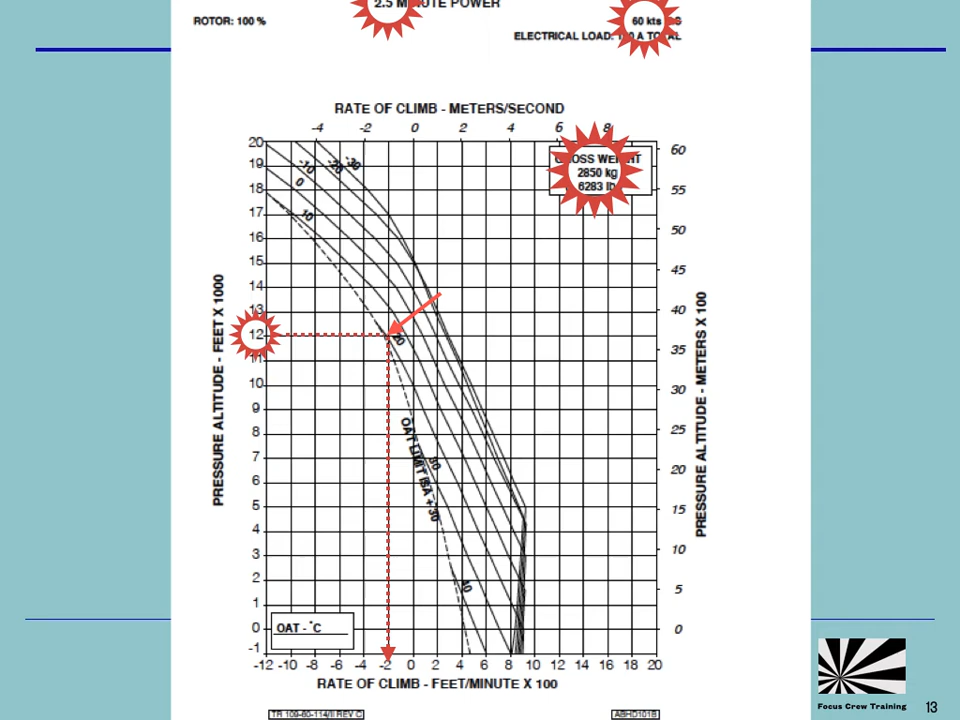 2.5 MINUTE POWER
ROTOR: 100 %
60 kts
ELECTRICAL LOAD: TOTAL
RATE OF CLIMB - METERS/SECOND
-4 -2 0 2 4 6 8
GROSS WEIGHT
2850 kg
6283 lb
20
19
18
17
16
15
14
13
12
11
10
9
8
7
6
5
4
3
2
1
0
-1
60
55
50
45
40
35
30
25
20
15
10
5
0
-30
-20
-10
0
10
20
30
40
OAT LIMIT ISA + 30
PRESSURE ALTITUDE - FEET X 1000
PRESSURE ALTITUDE - METERS X 100
OAT - °C
-12 -10 -8 -6 -4 -2 0 2 4 6 8 10 12 14 16 18 20
RATE OF CLIMB - FEET/MINUTE X 100
TR 109-60-114/II REV C
ABHD101B
Focus Crew Training
13